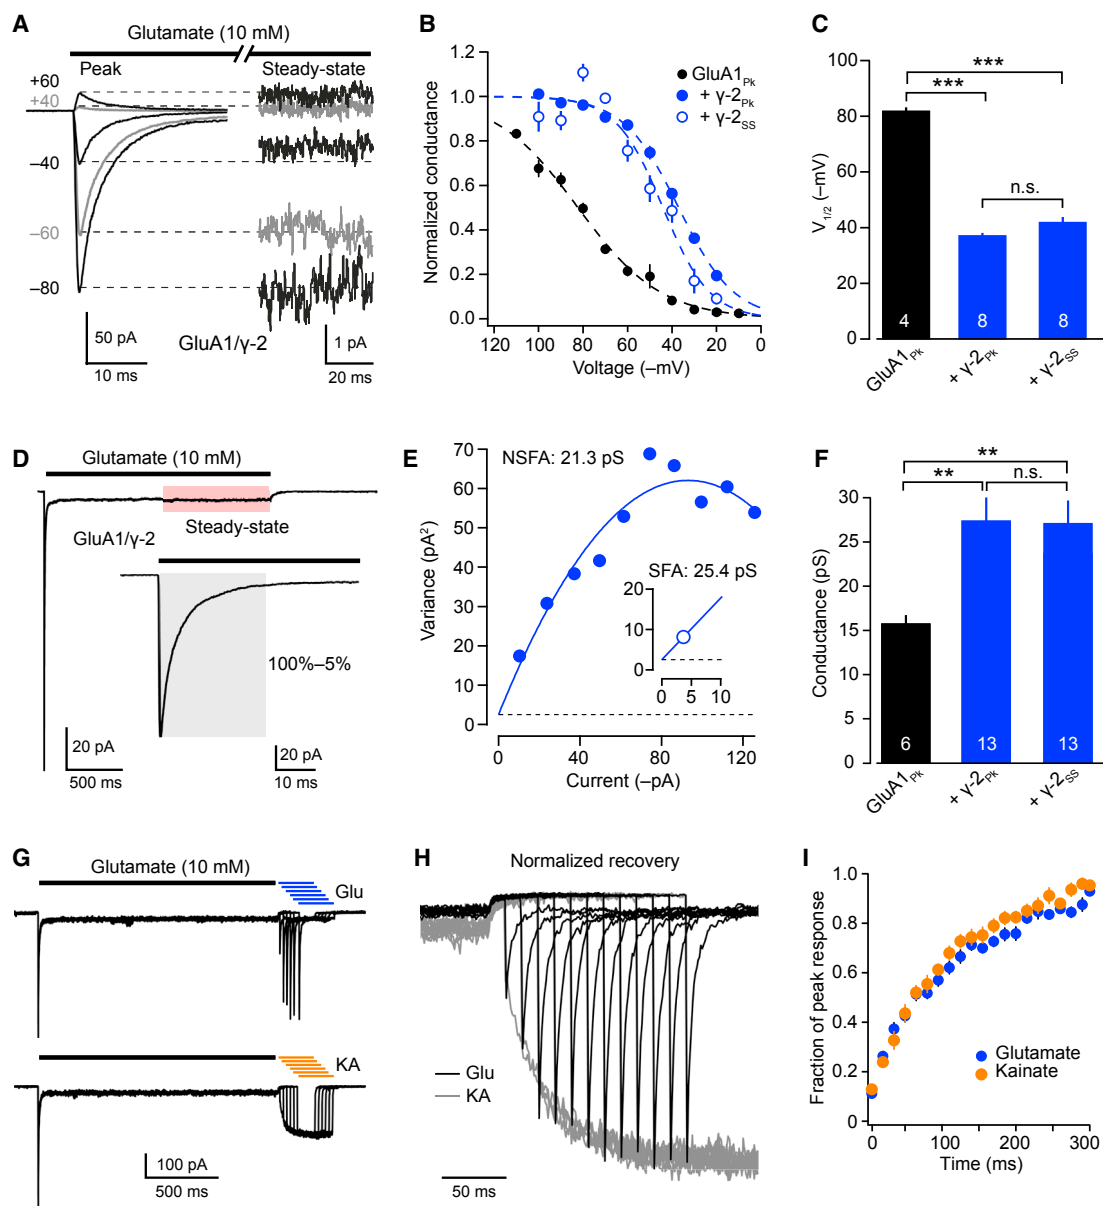 A
Glutamate (10 mM)
Peak
Steady-state
+60
+40
−40
−60
−80
50 pA
10 ms
GluA1/γ-2
1 pA
20 ms
B
Normalized conductance
1.2
1.0
0.8
0.6
0.4
0.2
0.0
120 100 80 60 40 20 0
Voltage (−mV)
GluA1Pk
+ γ-2Pk
+ γ-2SS
C
V1/2 (−mV)
100
80
60
40
20
0
***
***
n.s.
4 8 8
GluA1Pk
+ γ-2Pk
+ γ-2SS
D
Glutamate (10 mM)
Steady-state
GluA1/γ-2
100%–5%
20 pA
500 ms
20 pA
10 ms
E
NSFA: 21.3 pS
Variance (pA²)
70
60
50
40
30
20
10
0
SFA: 25.4 pS
20
10
0
0 5 10
0 40 80 120
Current (−pA)
F
Conductance (pS)
30
25
20
15
10
5
0
**
**
n.s.
6 13 13
GluA1Pk
+ γ-2Pk
+ γ-2SS
G
Glutamate (10 mM)
Glu
KA
100 pA
500 ms
H
Normalized recovery
Glu
KA
50 ms
I
Fraction of peak response
1.0
0.8
0.6
0.4
0.2
0
Glutamate
Kainate
0 100 200 300
Time (ms)